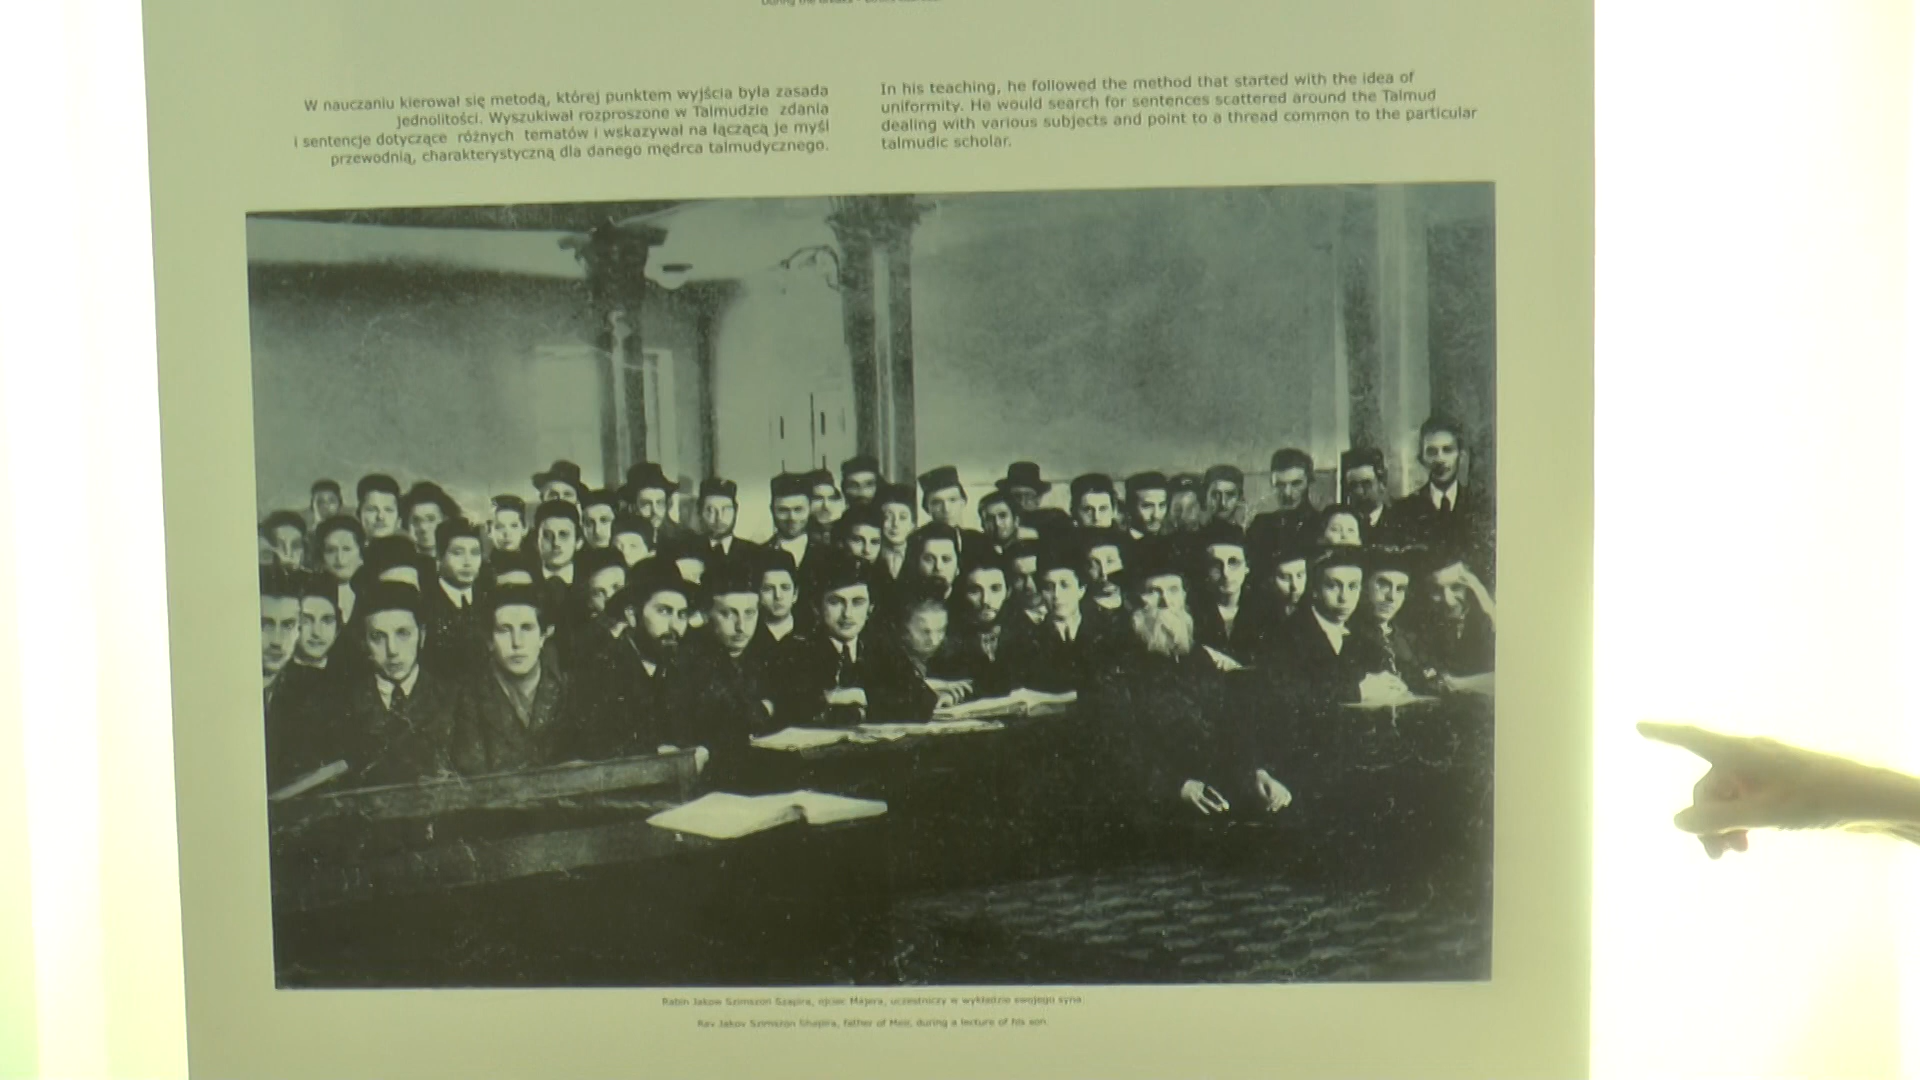 W nauczaniu kierował się metodą, której punktem wyjścia była zasada
jednolitości. Wyszukiwał rozproszone w Talmudzie zdania
i sentencje dotyczące różnych tematów i wskazywał na łączącą je myśl
przewodnią, charakterystyczną dla danego mędrca talmudycznego.
In his teaching, he followed the method that started with the idea of
uniformity. He would search for sentences scattered around the Talmud
dealing with various subjects and point to a thread common to the particular
talmudic scholar.
Rabin Jakow Szimszon Szapira, ojciec Majera, uczestniczy w wykładzie swojego syna
Rav Jakov Szimszon Shapira, father of Meir, during a lecture of his son.